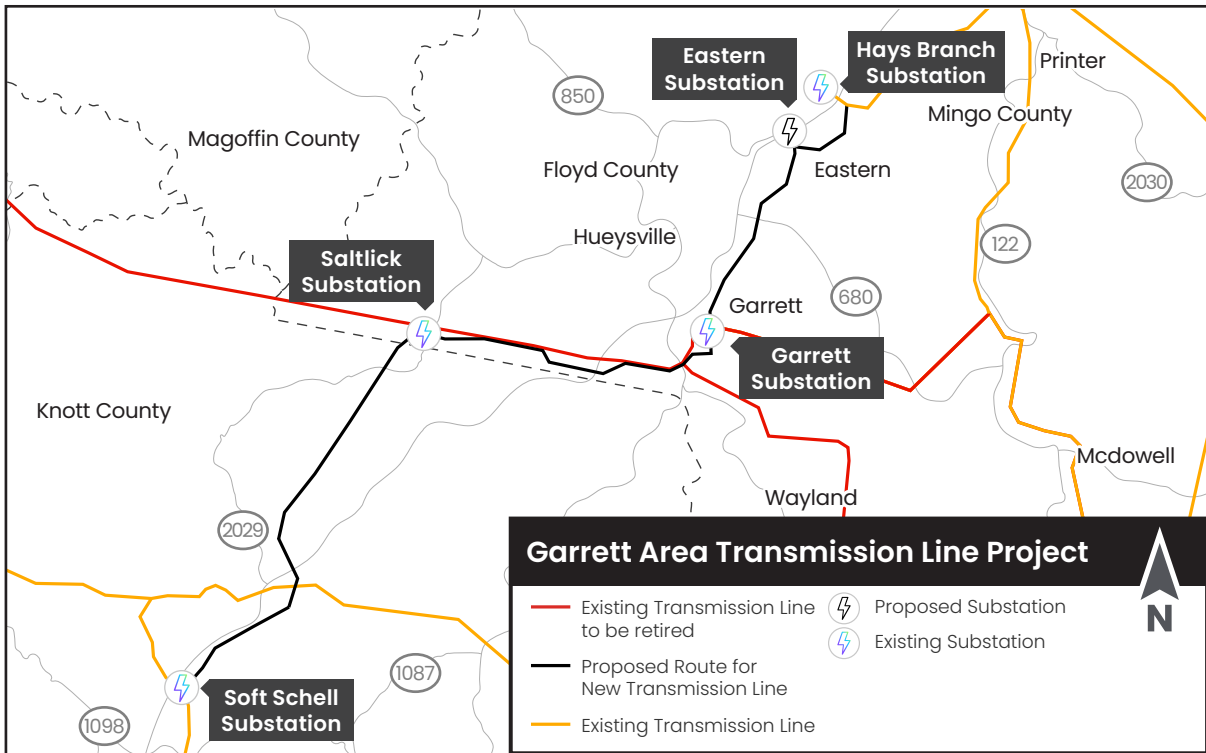 Eastern
Substation
Hays Branch
Substation
Printer
850
Mingo County
Magoffin County
Floyd County
Eastern
2030
Hueysville
122
Saltlick
Substation
680
Garrett
Garrett
Substation
Knott County
Mcdowell
Wayland
2029
1087
Soft Schell
Substation
1098
Garrett Area Transmission Line Project
Existing Transmission Line
to be retired
Proposed Route for
New Transmission Line
Existing Transmission Line
Proposed Substation
Existing Substation
N